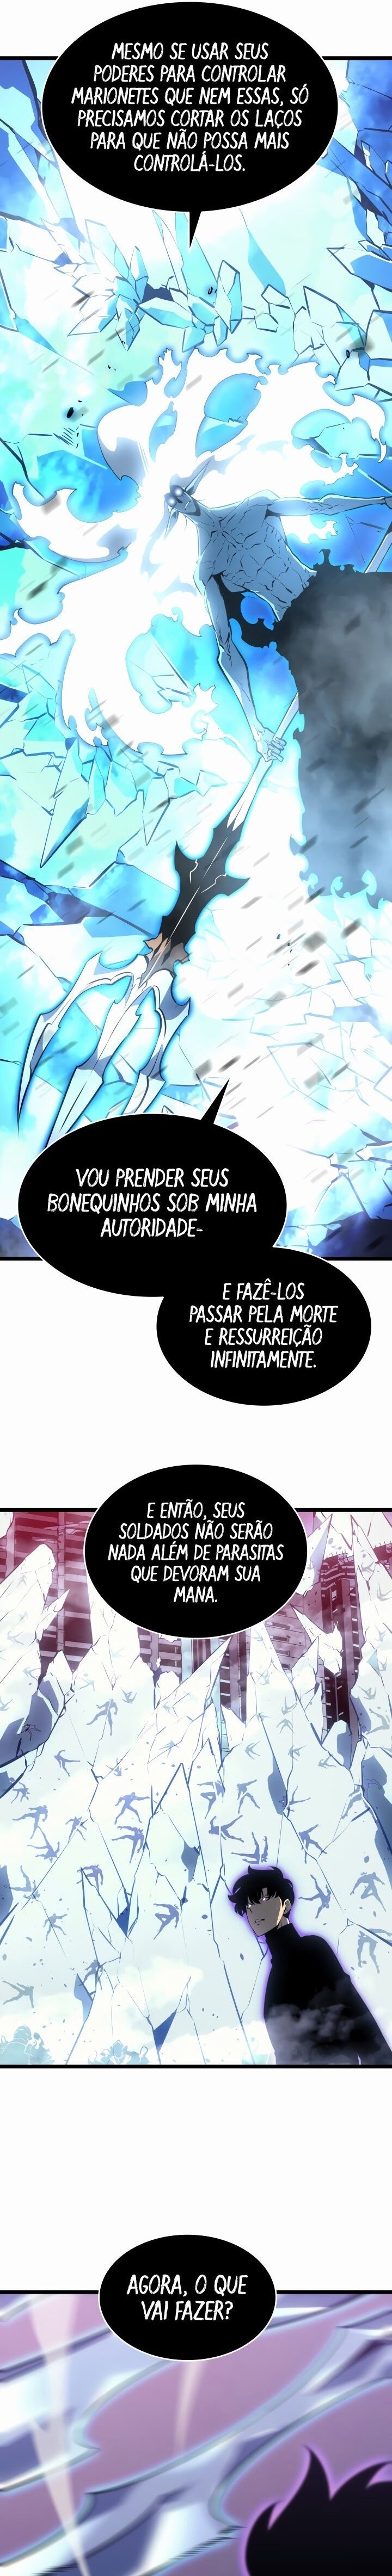 MESMO SE USAR SEUS
PODERES PARA CONTROLAR
MARIONETES QUE NEM ESSAS, SÓ
PRECISAMOS CORTAR OS LAÇOS
PARA QUE NÃO POSSA MAIS
CONTROLÁ-LOS.
VOU PRENDER SEUS
BONEQUINHOS SOB MINHA
AUTORIDADE-
E FAZÊ-LOS
PASSAR PELA MORTE
E RESSURREIÇÃO
INFINITAMENTE.
E ENTÃO, SEUS
SOLDADOS NÃO SERÃO
NADA ALÉM DE PARASITAS
QUE DEVORAM SUA
MANA.
AGORA, O QUE
VAI FAZER?